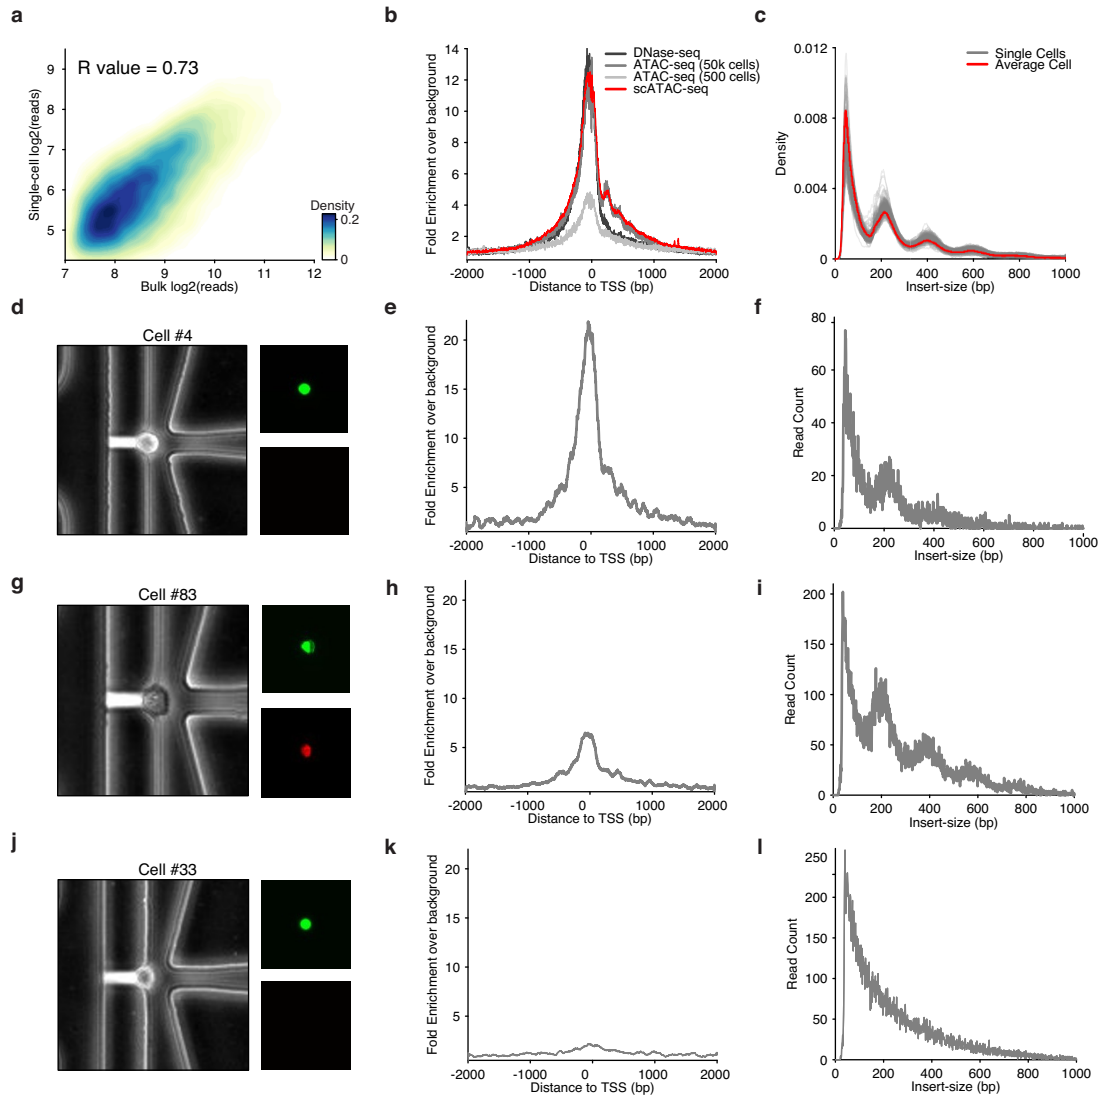 a
R value = 0.73
Single-cell log2(reads)
9
8
7
6
5
7
8
9
10
11
12
Bulk log2(reads)
Density
0.2
0
b
Fold Enrichment over background
14
12
10
8
6
4
2
-2000
-1000
0
1000
2000
Distance to TSS (bp)
DNase-seq
ATAC-seq (50k cells)
ATAC-seq (500 cells)
scATAC-seq
c
Density
0.012
0.008
0.004
0
0
200
400
600
800
1000
Insert-size (bp)
Single Cells
Average Cell
d
Cell #4
e
Fold Enrichment over background
20
15
10
5
-2000
-1000
0
1000
2000
Distance to TSS (bp)
f
Read Count
80
60
40
20
0
0
200
400
600
800
1000
Insert-size (bp)
g
Cell #83
h
Fold Enrichment over background
20
15
10
5
-2000
-1000
0
1000
2000
Distance to TSS (bp)
i
Read Count
200
150
100
50
0
0
200
400
600
800
1000
Insert-size (bp)
j
Cell #33
k
Fold Enrichment over background
20
15
10
5
-2000
-1000
0
1000
2000
Distance to TSS (bp)
l
Read Count
250
200
150
100
50
0
0
200
400
600
800
1000
Insert-size (bp)